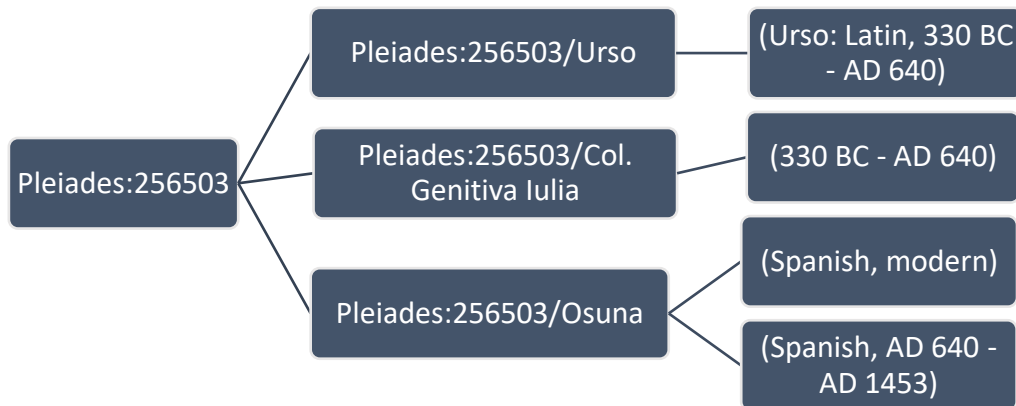 Pleiades:256503
Pleiades:256503/Urso
(Urso: Latin, 330 BC
- AD 640)
Pleiades:256503/Col.
Genitiva Iulia
(330 BC - AD 640)
Pleiades:256503/Osuna
(Spanish, modern)
(Spanish, AD 640 -
AD 1453)